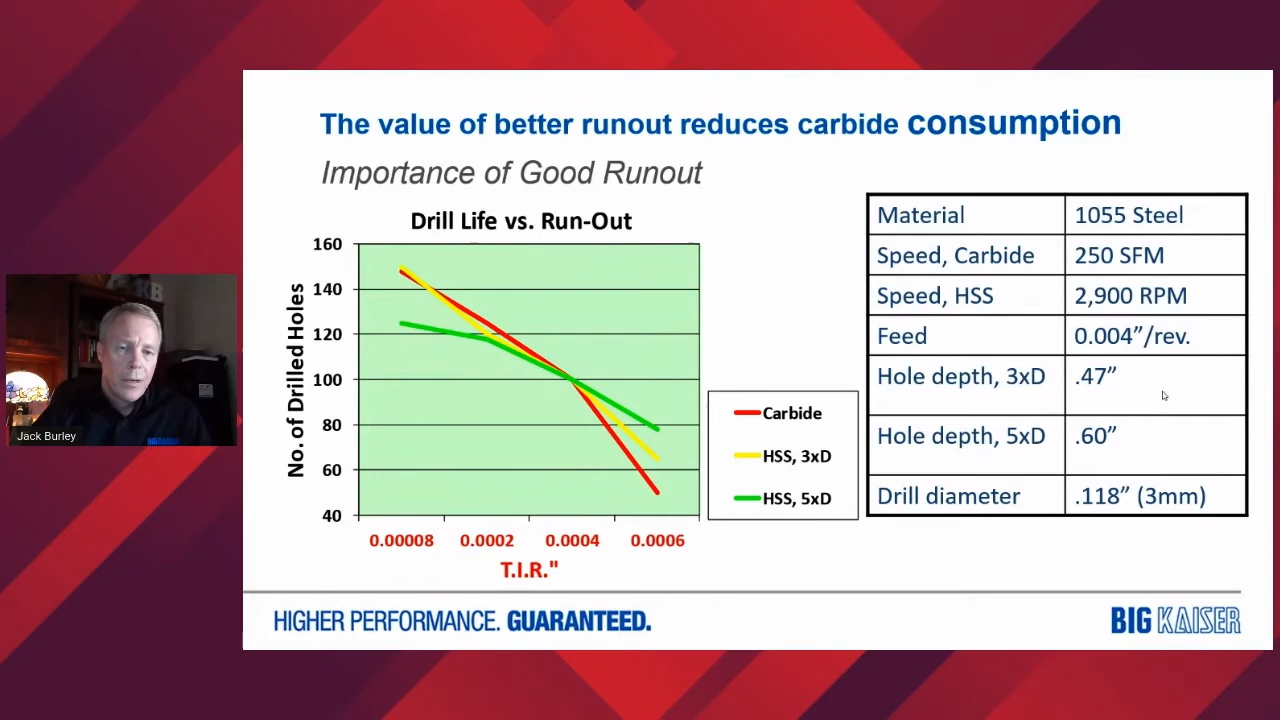 The value of better runout reduces carbide consumption
Importance of Good Runout
Drill Life vs. Run-Out
No. of Drilled Holes
160
140
120
100
80
60
40
0.00008 0.0002 0.0004 0.0006
T.I.R."
Carbide
HSS, 3xD
HSS, 5xD
Material 1055 Steel
Speed, Carbide 250 SFM
Speed, HSS 2,900 RPM
Feed 0.004”/rev.
Hole depth, 3xD .47”
Hole depth, 5xD .60”
Drill diameter .118” (3mm)
Jack Burley
HIGHER PERFORMANCE. GUARANTEED.
BIG KAISER